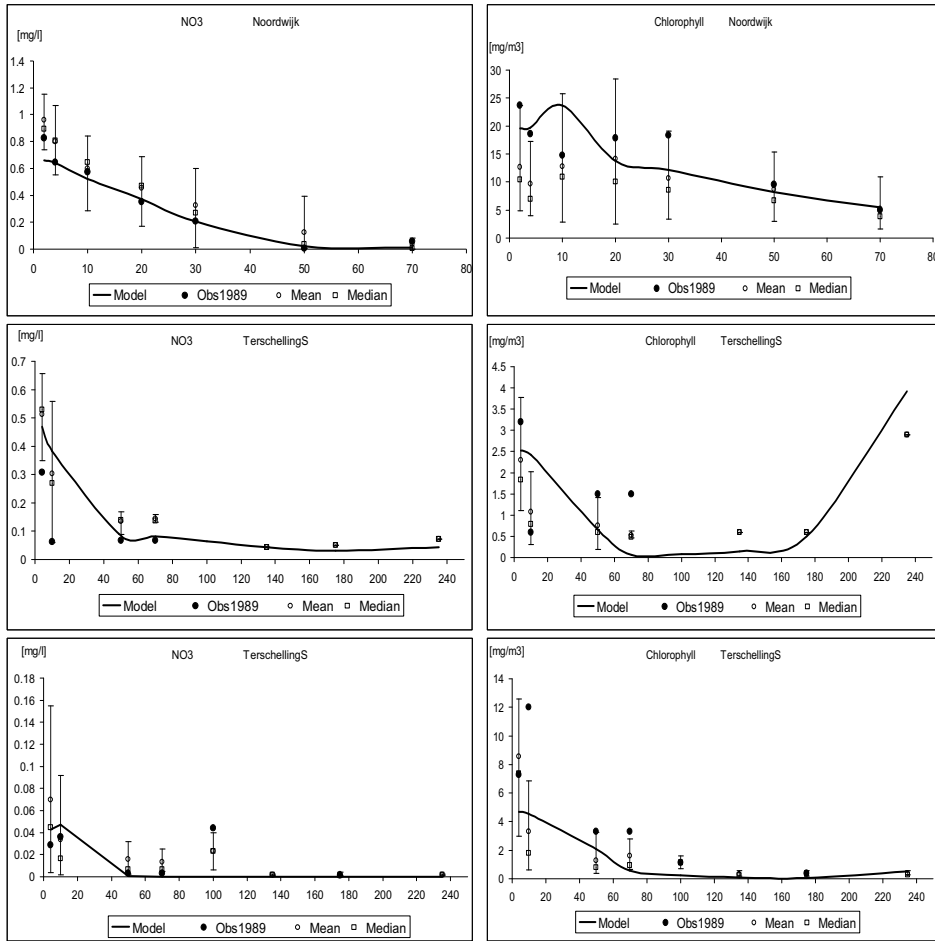 NO3 Noordwijk
[mg/l]
1.6
1.4
1.2
1
0.8
0.6
0.4
0.2
0
0 10 20 30 40 50 60 70 80
Model Obs1989 Mean Median
Chlorophyll Noordwijk
[mg/m3]
30
25
20
15
10
5
0
0 10 20 30 40 50 60 70 80
Model Obs1989 Mean Median
[mg/l]
NO3 TerschellingS
0.7
0.6
0.5
0.4
0.3
0.2
0.1
0
0 20 40 60 80 100 120 140 160 180 200 220 240
Model Obs1989 Mean Median
Chlorophyll TerschellingS
[mg/m3]
4.5
4
3.5
3
2.5
2
1.5
1
0.5
0
0 20 40 60 80 100 120 140 160 180 200 220 240
Model Obs1989 Mean Median
[mg/l]
NO3 TerschellingS
0.18
0.16
0.14
0.12
0.10
0.08
0.06
0.04
0.02
0.00
0 20 40 60 80 100 120 140 160 180 200 220 240
Model Obs1989 Mean Median
[mg/m3]
Chlorophyll TerschellingS
14
12
10
8
6
4
2
0
0 20 40 60 80 100 120 140 160 180 200 220 240
Model Obs1989 Mean Median